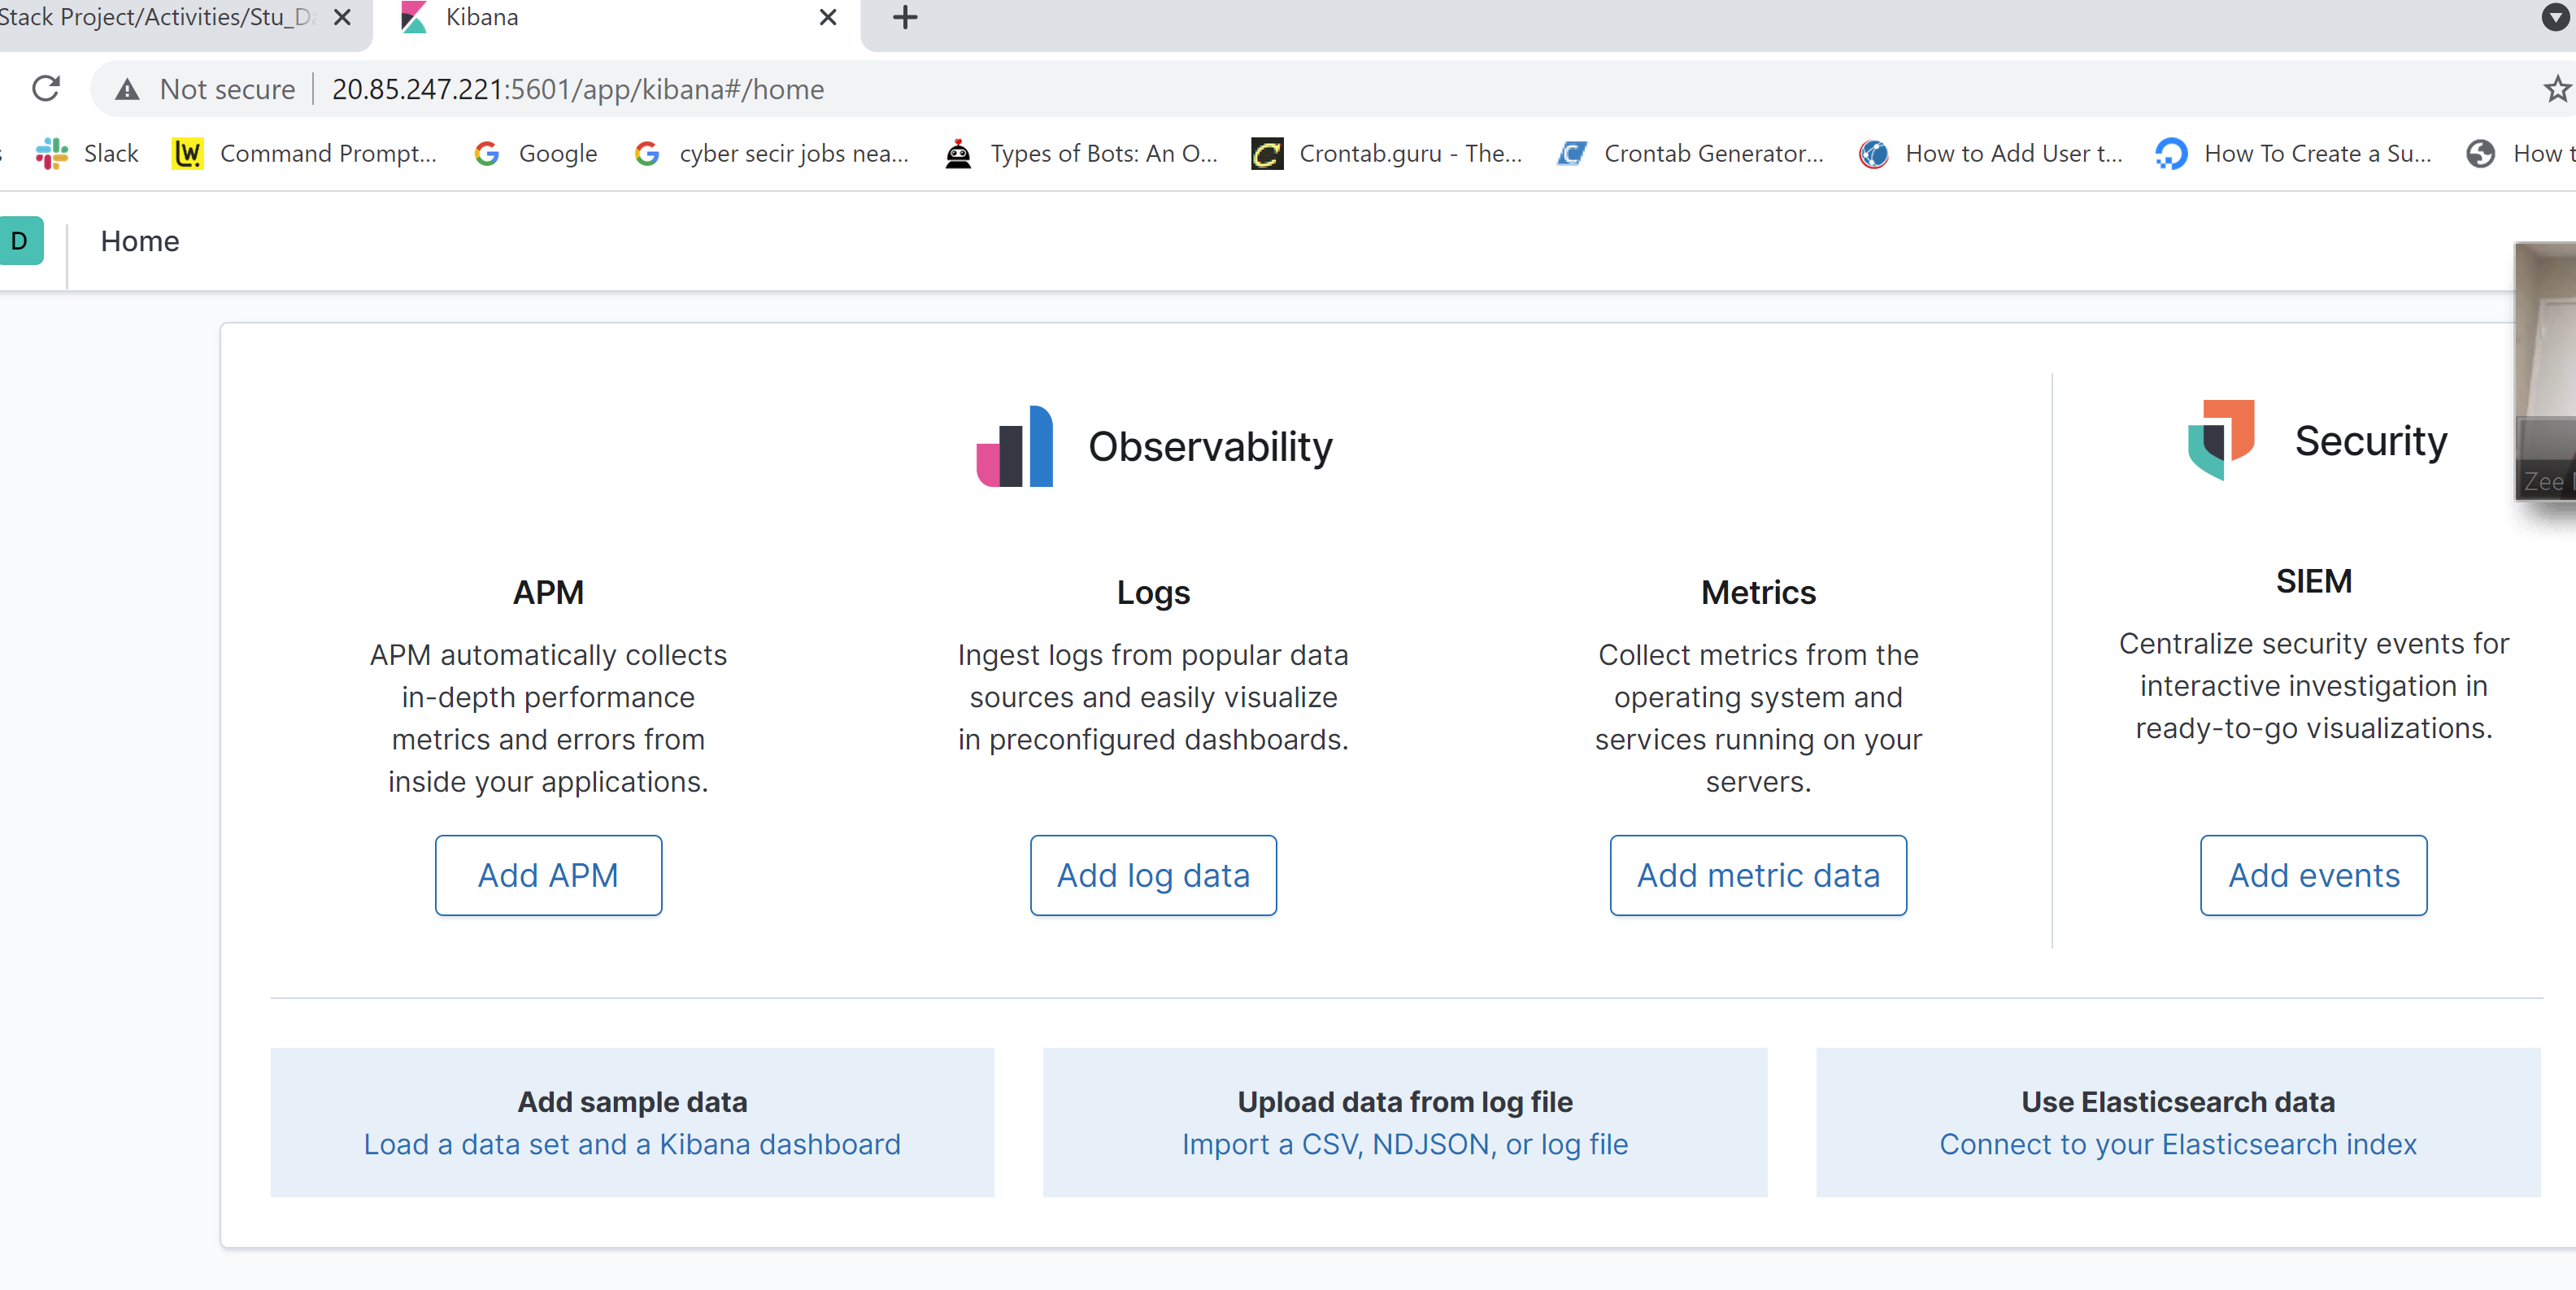 Stack Project/Activities/Stu_Da
Kibana
Not secure
20.85.247.221:5601/app/kibana#/home
Slack
Command Prompt...
Google
cyber secir jobs nea...
Types of Bots: An O...
Crontab.guru - The...
Crontab Generator...
How to Add User t...
How To Create a Su...
How t
D
Home
Observability
Security
Zee
APM
APM automatically collects
in-depth performance
metrics and errors from
inside your applications.
Add APM
Logs
Ingest logs from popular data
sources and easily visualize
in preconfigured dashboards.
Add log data
Metrics
Collect metrics from the
operating system and
services running on your
servers.
Add metric data
SIEM
Centralize security events for
interactive investigation in
ready-to-go visualizations.
Add events
Add sample data
Load a data set and a Kibana dashboard
Upload data from log file
Import a CSV, NDJSON, or log file
Use Elasticsearch data
Connect to your Elasticsearch index